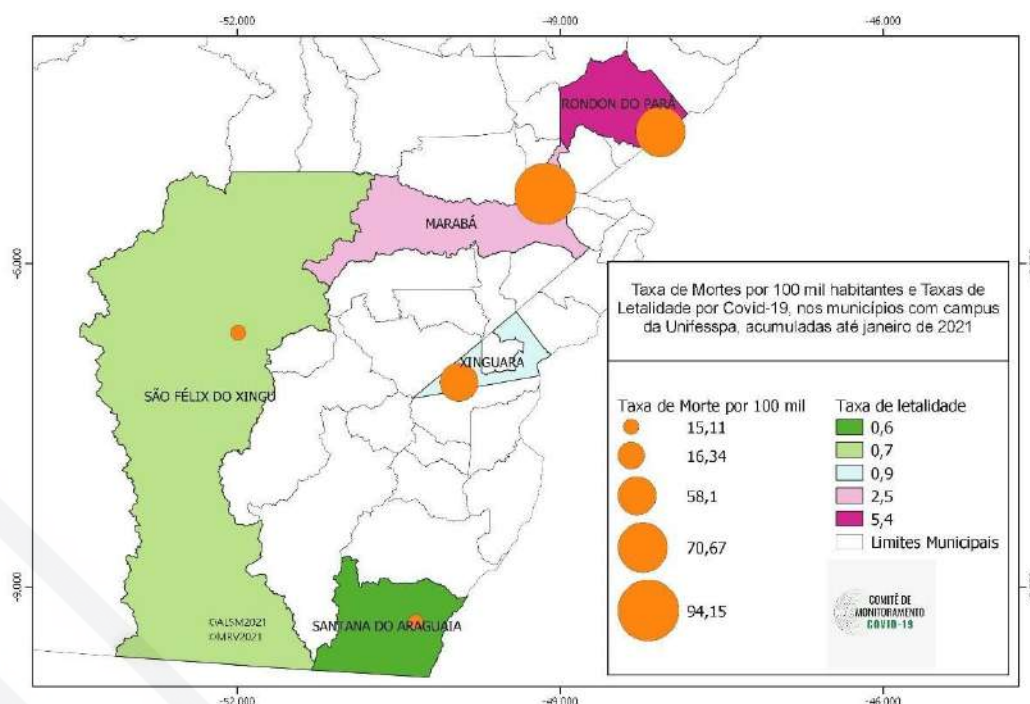 -52.000
-49.000
-46.000
RONDON DO PARÁ
MARABÁ
XINGUARA
SÃO FÉLIX DO XINGU
©ALSM2021
©MRV2021
SANTANA DO ARAGUAIA
-9.000
-9.000
Taxa de Mortes por 100 mil habitantes e Taxas de
Letalidade por Covid-19, nos municípios com campus
da Unifesspa, acumuladas até janeiro de 2021
Taxa de Morte por 100 mil
15,11
16,34
58,1
70,67
94,15
Taxa de letalidade
0,6
0,7
0,9
2,5
5,4
Limites Municipais
COMITÊ DE
MONITORAMENTO
COVID-19
-52.000
-49.000
-46.000